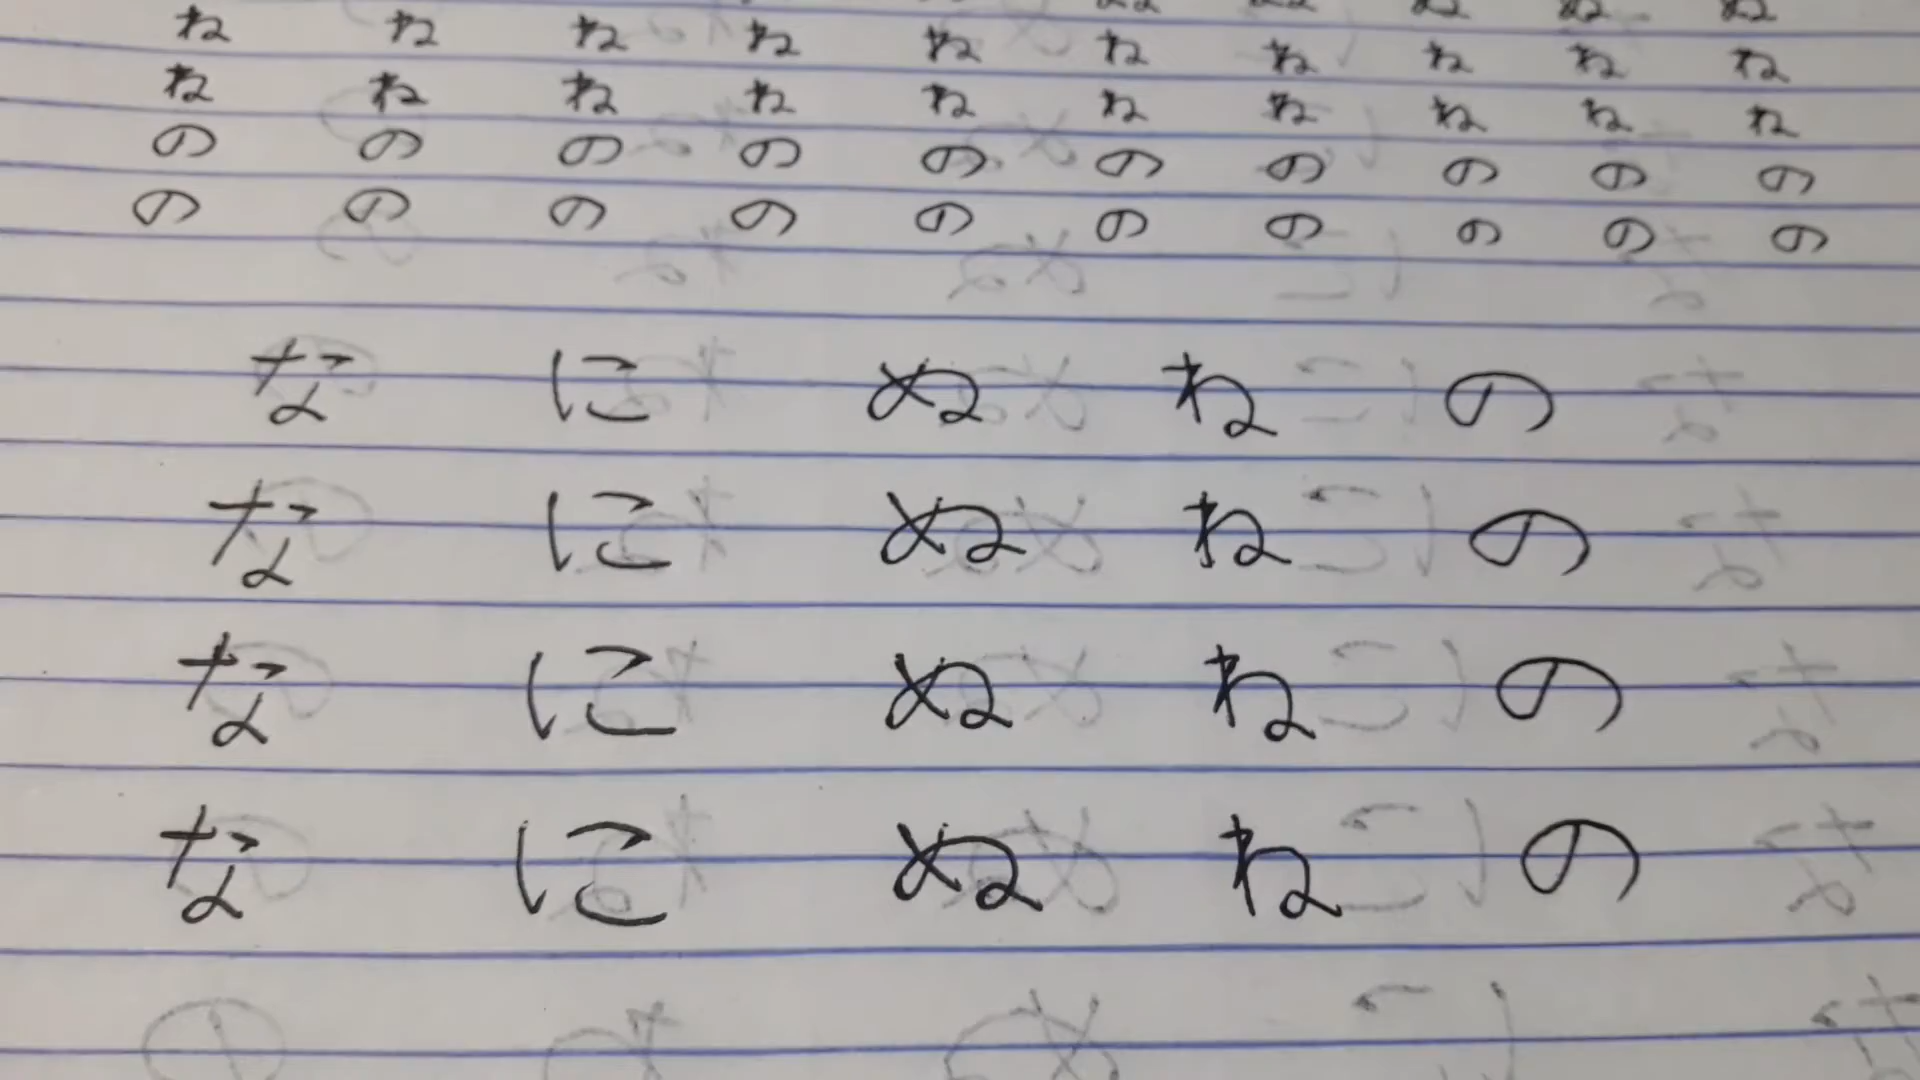 ね ね ね ね ね ね ね ね ね ね
ね ね ね ね ね ね ね ね ね ね
の の の の の の の の の の
の の の の の の の の の の
な に ぬ ね の
な に ぬ ね の
な に ぬ ね の
な に ぬ ね の